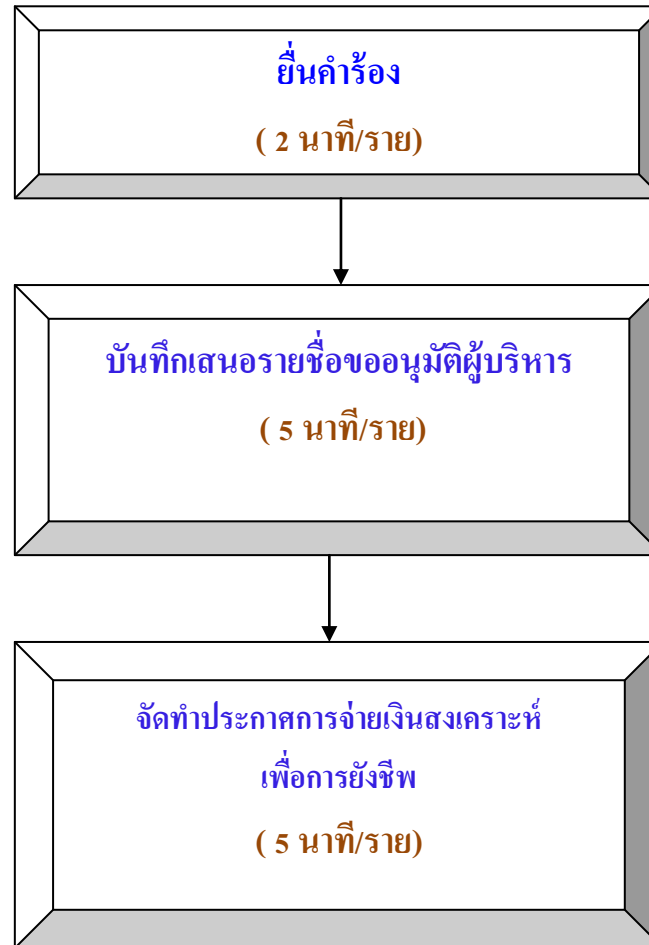 ยื่นคำร้อง
( 2 นาที/ราย)
บันทึกเสนอรายชื่อขออนุมัติผู้บริหาร
( 5 นาที/ราย)
จัดทำประกาศการจ่ายเงินสงเคราะห์
เพื่อการยังชีพ
( 5 นาที/ราย)